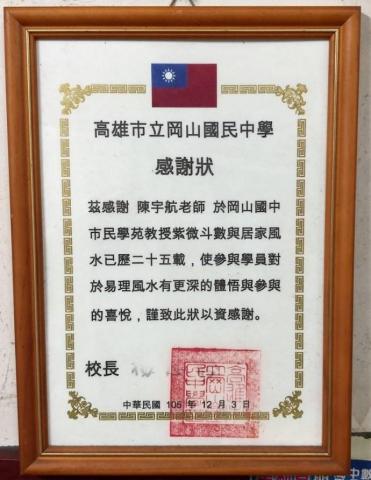 高雄市立岡山國民中學
感謝狀
茲感謝 陳宇航老師 於岡山國中
市民學苑教授紫微斗數與居家風
水已歷二十五載，使參與學員對
於易理風水有更深的體悟與參與
的喜悅，謹致此狀以資感謝。
校長
中華民國 105 年 12 月 3 日